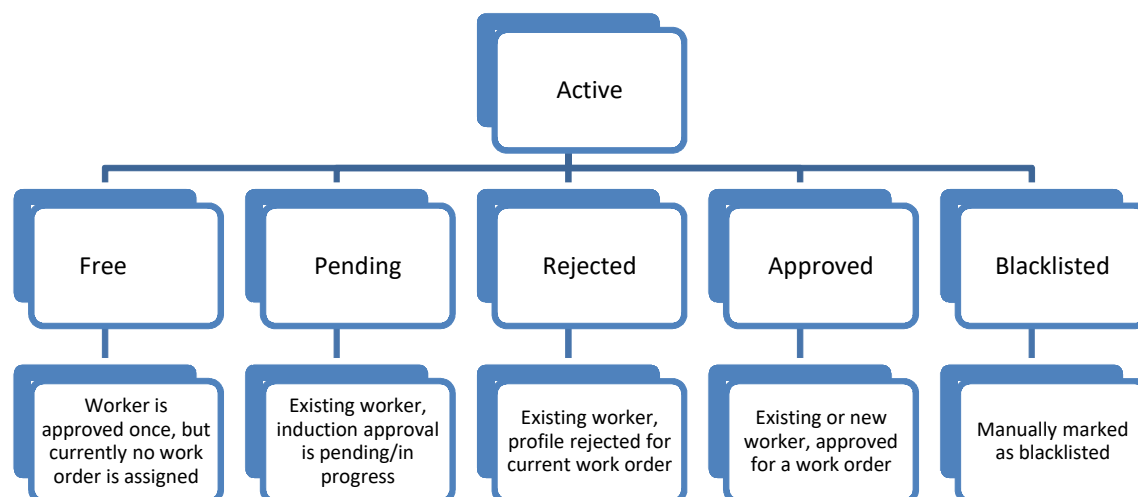 Active
Free
Pending
Rejected
Approved
Blacklisted
Worker is
approved once, but
currently no work
order is assigned
Existing worker,
induction approval
is pending/in
progress
Existing worker,
profile rejected for
current work order
Existing or new
worker, approved
for a work order
Manually marked
as blacklisted